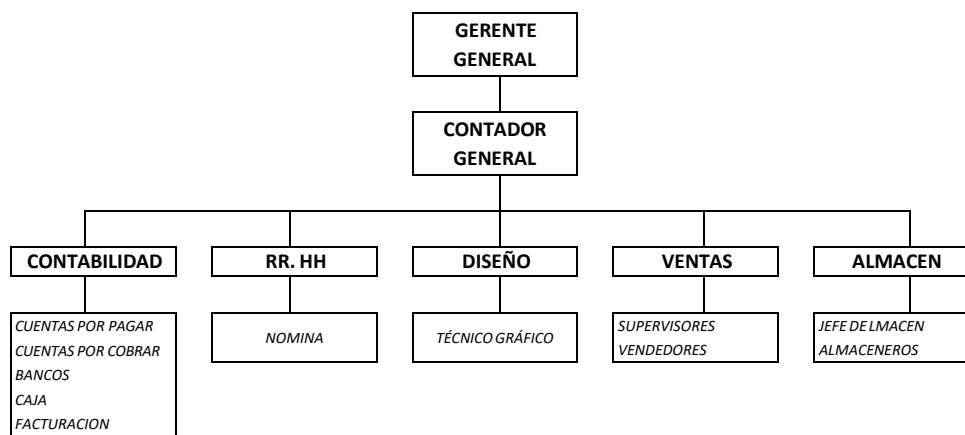 GERENTE
GENERAL
CONTADOR
GENERAL
CONTABILIDAD
RR. HH
DISEÑO
VENTAS
ALMACEN
CUENTAS POR PAGAR
CUENTAS POR COBRAR
BANCOS
CAJA
FACTURACION
NOMINA
TÉCNICO GRÁFICO
SUPERVISORES
VENDEDORES
JEFE DE LMACEN
ALMACENEROS